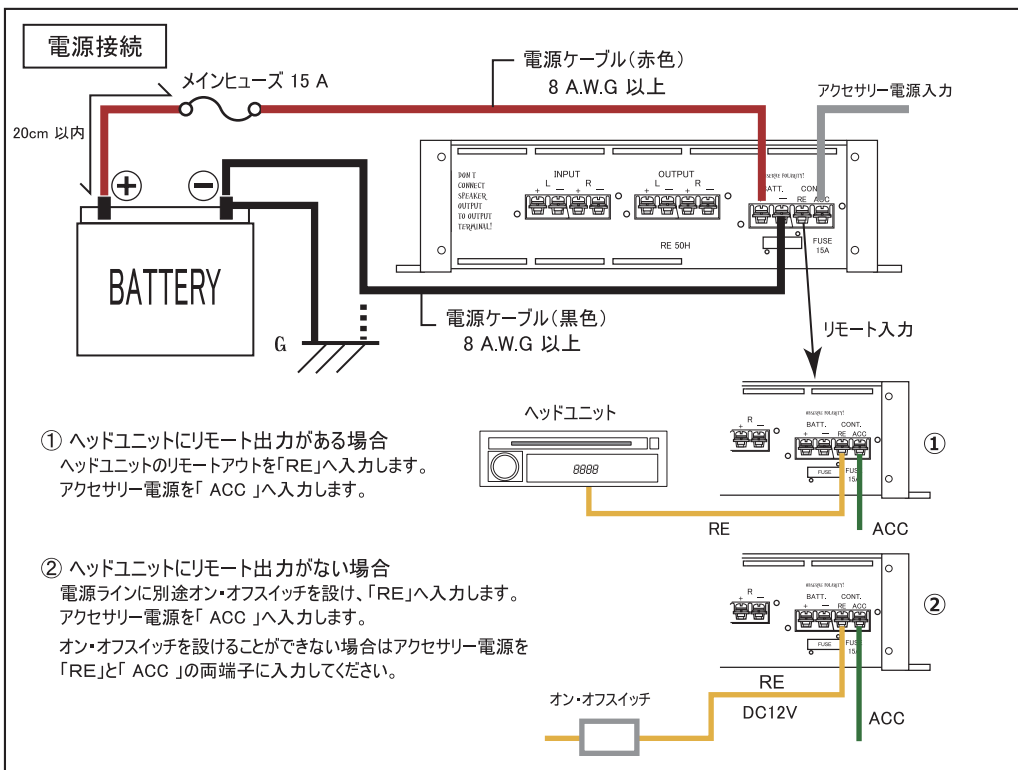 電源接続
メインヒューズ 15 A
電源ケーブル(赤色)
8 A.W.G 以上
アクセサリー電源入力
20cm 以内
+
−
BATTERY
G
DON'T
CONNECT
SPEAKER
OUTPUT
TO OUTPUT
TERMINAL!
INPUT
L R
+ − + −
OUTPUT
L R
+ − + −
POLARITY!
BATT. CON
− RE ACC
RE 50H
FUSE
15A
電源ケーブル(黒色)
8 A.W.G 以上
リモート入力
① ヘッドユニットにリモート出力がある場合
ヘッドユニットのリモートアウトを「RE」へ入力します。
アクセサリー電源を「 ACC 」へ入力します。
ヘッドユニット
8888
R
+ −
POLARITY!
BATT. CONT.
+ − RE ACC
FUSE
FUS
15A
①
RE
ACC
② ヘッドユニットにリモート出力がない場合
電源ラインに別途オン・オフスイッチを設け、「RE」へ入力します。
アクセサリー電源を「 ACC 」へ入力します。
オン・オフスイッチを設けることができない場合はアクセサリー電源を
「RE」と「 ACC 」の両端子に入力してください。
R
+ −
POLARITY!
BATT. CONT.
+ − RE ACC
FUSE
FUS
15A
②
オン・オフスイッチ
RE
DC12V
ACC